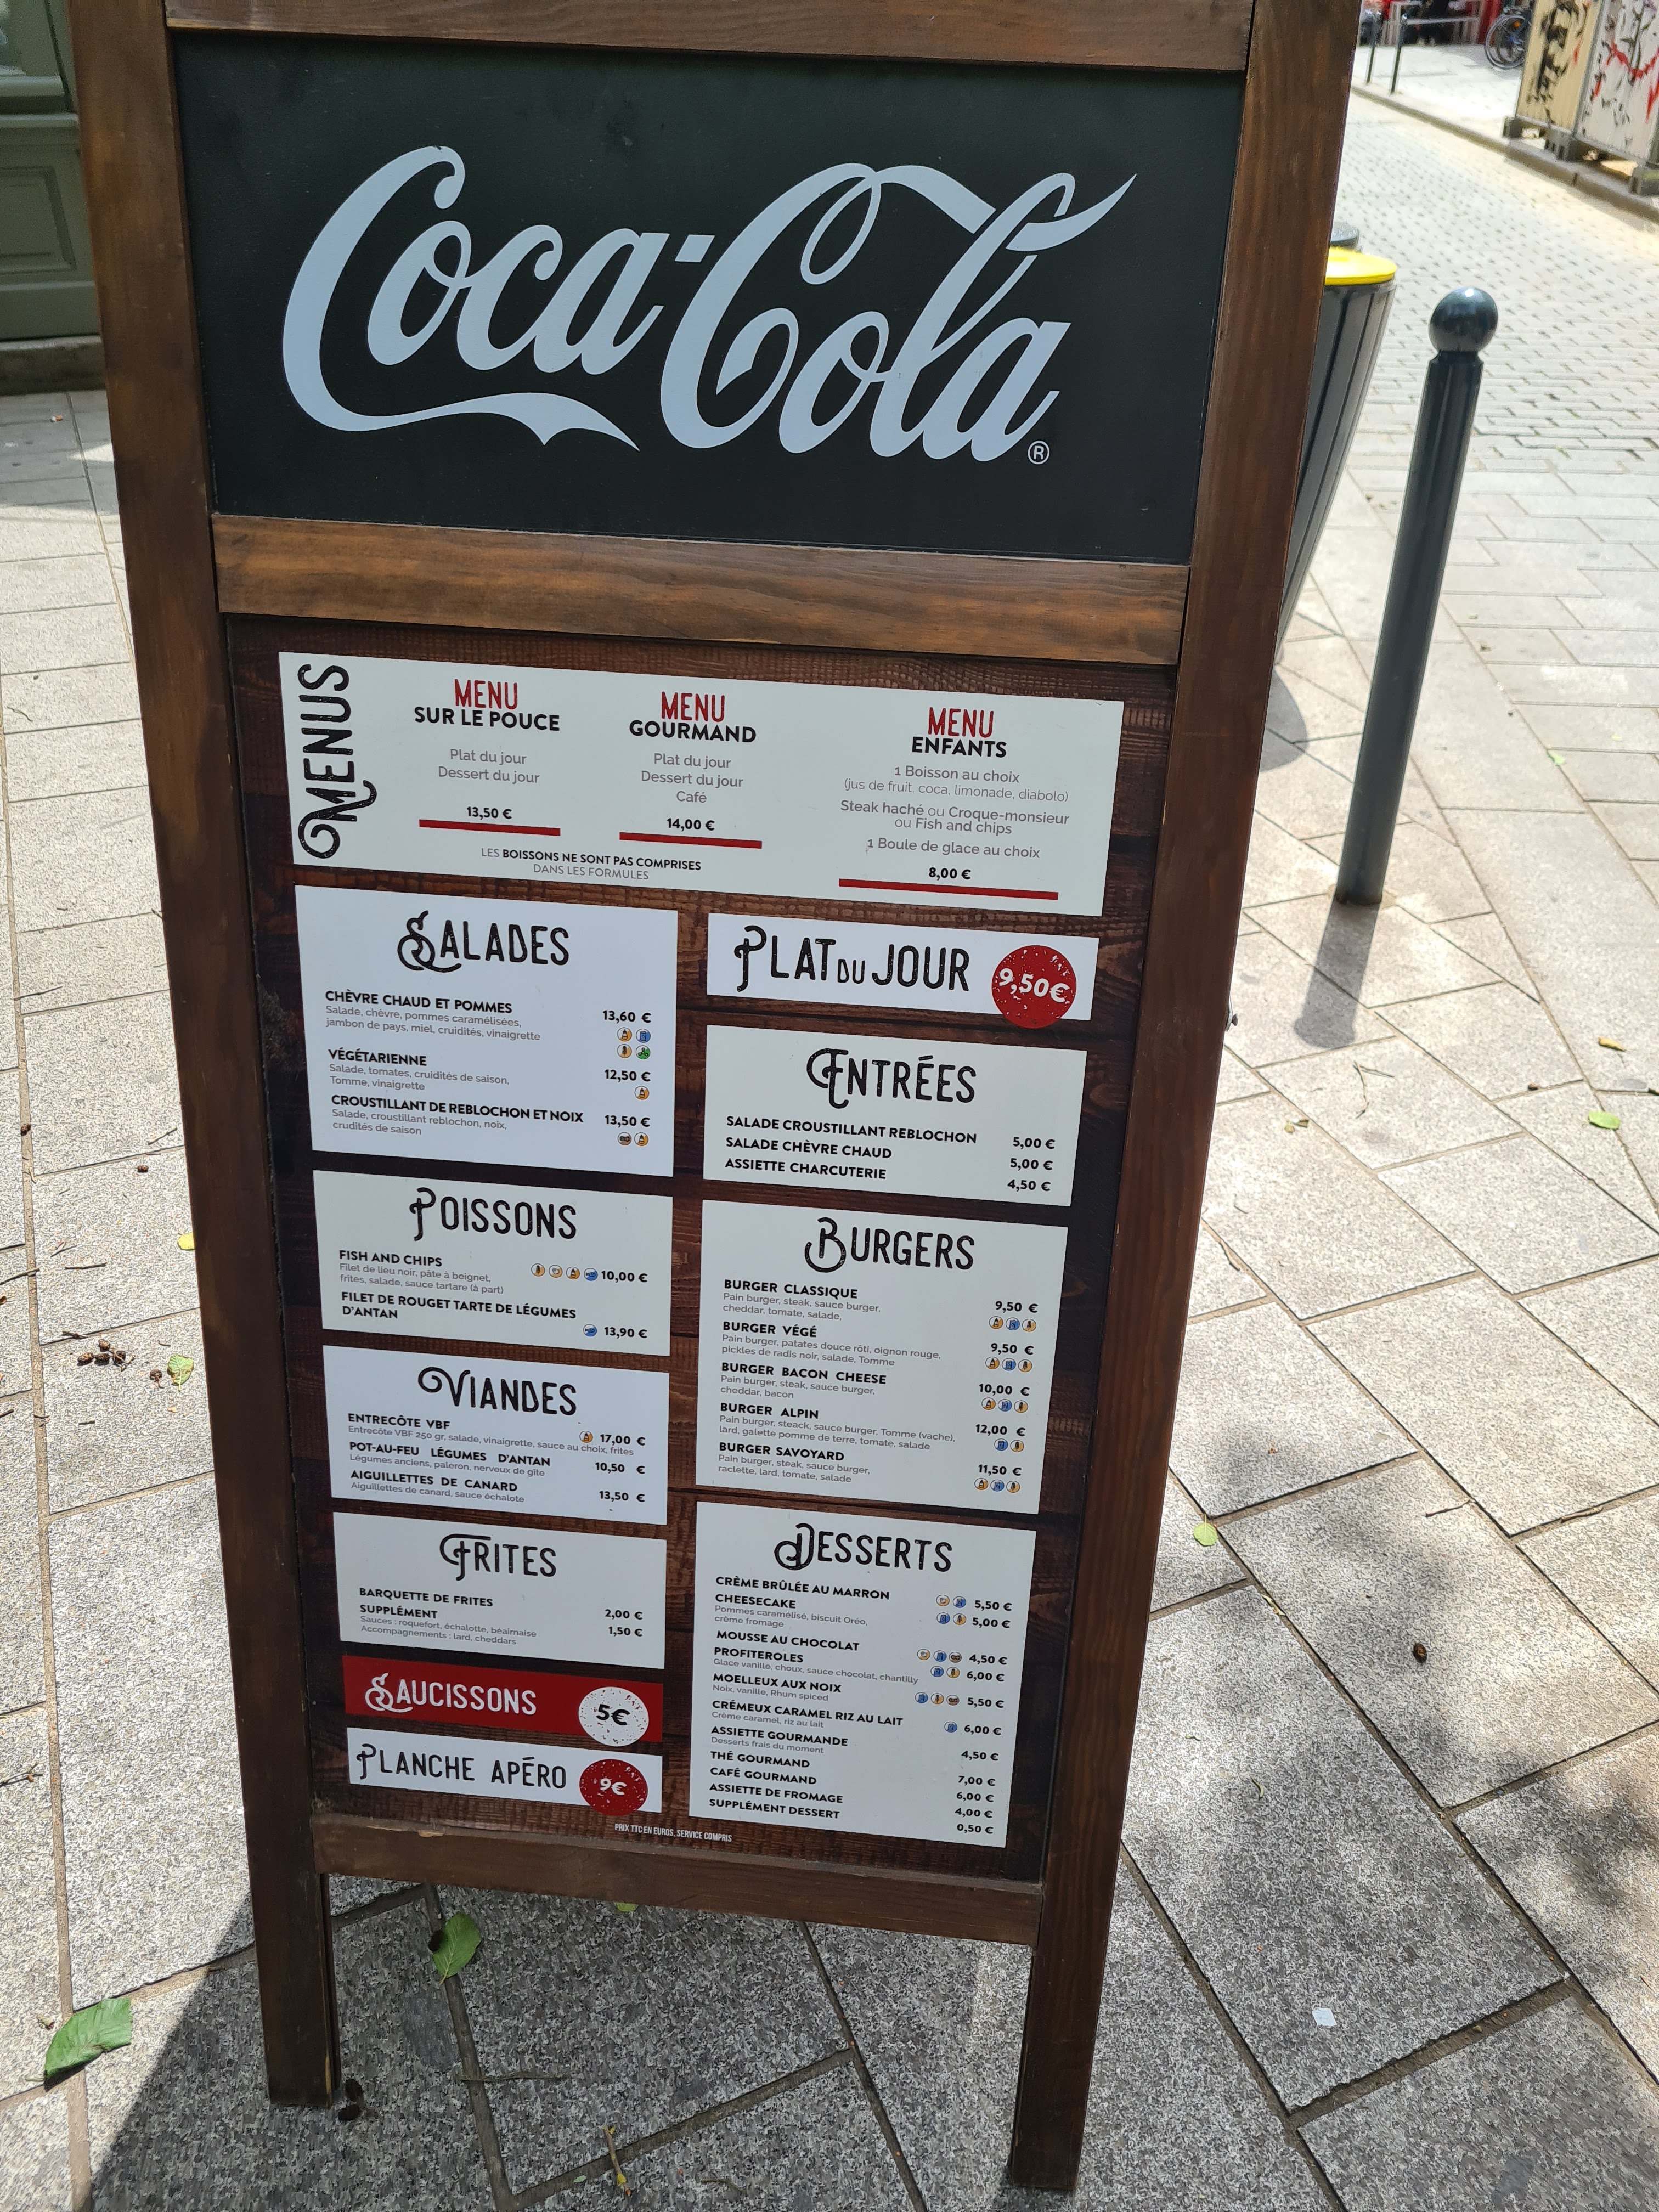 Coca-Cola
®
MENUS
MENU
SUR LE POUCE
Plat du jour
Dessert du jour
13,50 €
MENU
GOURMAND
Plat du jour
Dessert du jour
Café
14,00 €
LES BOISSONS NE SONT PAS COMPRISES
DANS LES FORMULES
MENU
ENFANTS
1 Boisson au choix
(jus de fruit, coca, limonade, diabolo)
Steak haché ou Croque-monsieur
ou Fish and chips
1 Boule de glace au choix
8,00 €
SALADES
CHÈVRE CHAUD ET POMMES 13,60 €
Salade, chèvre, pommes caramélisées,
jambon de pays, miel, cruidités, vinaigrette
VÉGÉTARIENNE 12,50 €
Salade, tomates, cruidités de saison,
Tomme, vinaigrette
CROUSTILLANT DE REBLOCHON ET NOIX 13,50 €
Salade, croustillant reblochon, noix,
crudités de saison
POISSONS
FISH AND CHIPS 10,00 €
Filet de lieu noir, pâte à beignet,
frites, salade, sauce tartare (à part)
FILET DE ROUGET TARTE DE LÉGUMES
D'ANTAN 13,90 €
VIANDES
ENTRECÔTE VBF 17,00 €
Entrecôte VBF 250 gr, salade, vinaigrette, sauce au choix, frites
POT-AU-FEU LÉGUMES D'ANTAN 10,50 €
Légumes anciens, paleron, nerveux de gîte
AIGUILLETTES DE CANARD 13,50 €
Aiguillettes de canard, sauce échalote
FRITES
BARQUETTE DE FRITES 2,00 €
SUPPLÉMENT 1,50 €
Sauces : roquefort, échalotte, béairnaise
Accompagnements : lard, cheddars
SAUCISSONS 5€
PLANCHE APÉRO 9€
PLAT DU JOUR 9,50€
ENTRÉES
SALADE CROUSTILLANT REBLOCHON 5,00 €
SALADE CHÈVRE CHAUD 5,00 €
ASSIETTE CHARCUTERIE 4,50 €
BURGERS
BURGER CLASSIQUE 9,50 €
Pain burger, steak, sauce burger,
cheddar, tomate, salade,
BURGER VÉGÉ 9,50 €
Pain burger, patates douce rôti, oignon rouge,
pickles de radis noir, salade, Tomme
BURGER BACON CHEESE 10,00 €
Pain burger, steak, sauce burger,
cheddar, bacon
BURGER ALPIN 12,00 €
Pain burger, steack, sauce burger, Tomme (vache),
lard, galette pomme de terre, tomate, salade
BURGER SAVOYARD 11,50 €
Pain burger, steak, sauce burger,
raclette, lard, tomate, salade
DESSERTS
CRÈME BRÛLÉE AU MARRON 5,50 €
CHEESECAKE 5,00 €
Pommes caramélisé, biscuit Oréo,
crème fromage
MOUSSE AU CHOCOLAT 4,50 €
PROFITEROLES 6,00 €
Glace vanille, choux, sauce chocolat, chantilly
MOELLEUX AUX NOIX 5,50 €
Noix, vanille, Rhum spiced
CRÉMEUX CARAMEL RIZ AU LAIT 6,00 €
Crème caramel, riz au lait
ASSIETTE GOURMANDE 4,50 €
Desserts frais du moment
THÉ GOURMAND 7,00 €
CAFÉ GOURMAND 6,00 €
ASSIETTE DE FROMAGE 4,00 €
SUPPLÉMENT DESSERT 0,50 €
PRIX TTC EN EUROS. SERVICE COMPRIS